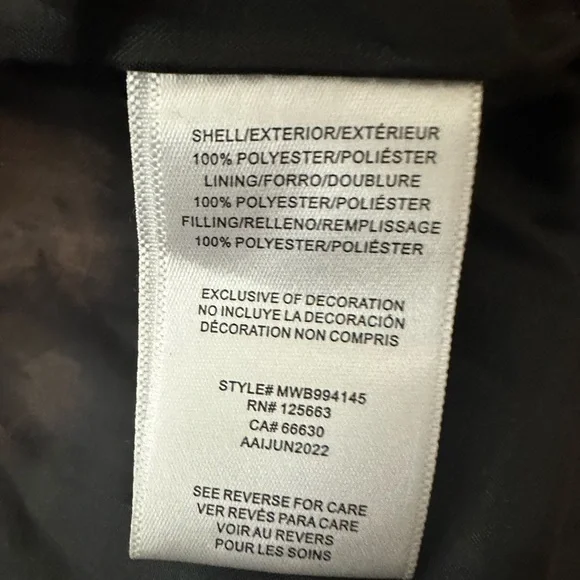 SHELL/EXTERIOR/EXTÉRIEUR
100% POLYESTER/POLIÉSTER
LINING/FORRO/DOUBLURE
100% POLYESTER/POLIÉSTER
FILLING/RELLENO/REMPLISSAGE
100% POLYESTER/POLIÉSTER
EXCLUSIVE OF DECORATION
NO INCLUYE LA DECORACIÓN
DÉCORATION NON COMPRIS
STYLE# MWB994145
RN# 125663
CA# 66630
AAIJUN2022
SEE REVERSE FOR CARE
VER REVÉS PARA CARE
VOIR AU REVERS
POUR LES SOINS